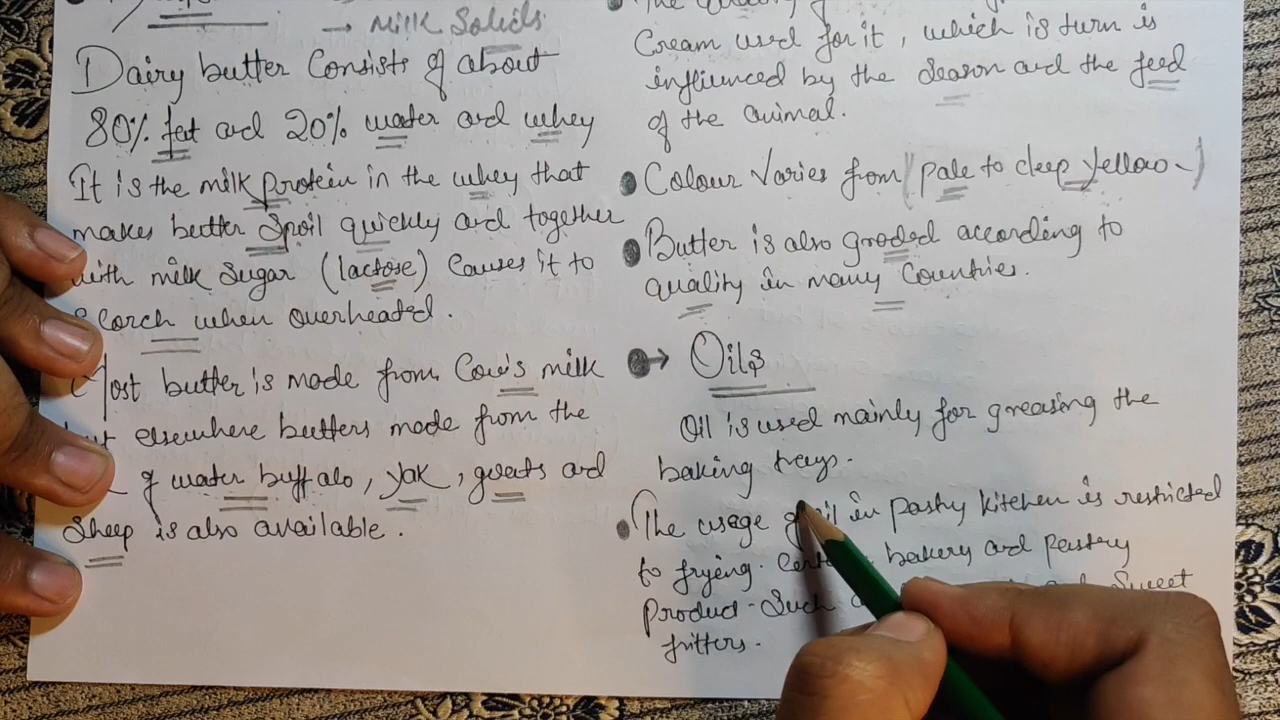 → Milk Solids
Dairy butter Consists of about
80% fat and 20% water and whey
It is the milk protein in the whey that
makes butter Spoil quickly and together
with milk Sugar (lactose) Causes it to
Scorch when overheated.
Most butter is made from Cow's milk
but elsewhere butters made from the
of water buffalo, yak, goats and
Sheep is also available.
Cream used for it, which is turn is
influenced by the Season and the feed
of the animal.
Colour Varies from (pale to deep yellow)
Butter is also graded according to
quality in many Countries.
→ Oils
Oil is used mainly for greasing the
baking trays.
The usage oil in pastry kitchen is restricted
to frying. bakery and pastry
product - Such Sweet
fritters.